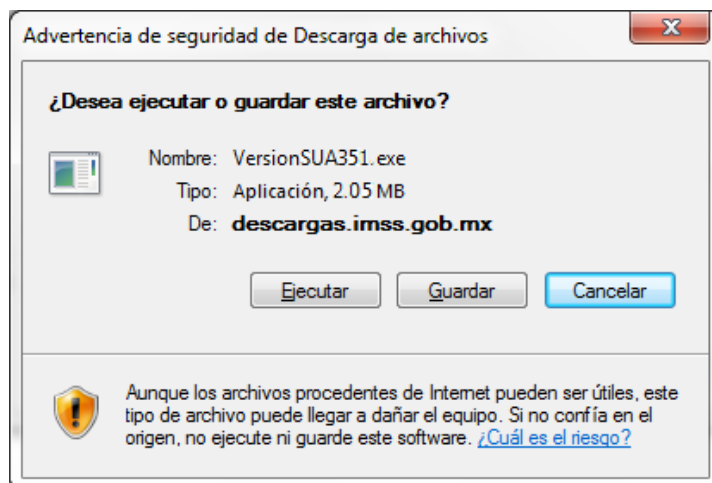 Advertencia de seguridad de Descarga de archivos
¿Desea ejecutar o guardar este archivo?
Nombre: VersionSUA351.exe
Tipo: Aplicación, 2.05 MB
De: descargas.imss.gob.mx
Ejecutar Guardar Cancelar
Aunque los archivos procedentes de Internet pueden ser útiles, este
tipo de archivo puede llegar a dañar el equipo. Si no confía en el
origen, no ejecute ni guarde este software. ¿Cuál es el riesgo?